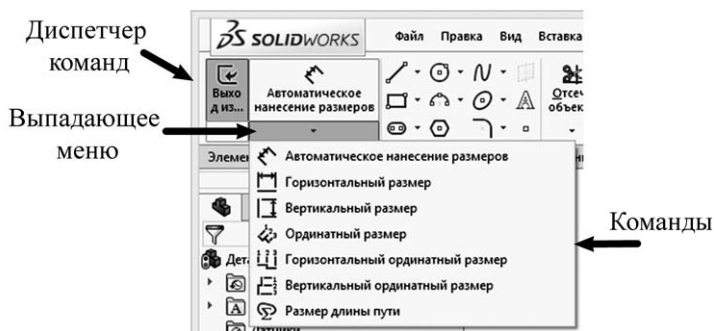 Диспетчер
команд
Выпадающее
меню
Команды
SOLIDWORKS
Файл Правка Вид Вставка
Выхо
д из...
Автоматическое
нанесение размеров
Отсеч
объек
Элемен
Автоматическое нанесение размеров
Горизонтальный размер
Вертикальный размер
Ординатный размер
Горизонтальный ординатный размер
Вертикальный ординатный размер
Размер длины пути
Дета
Датчики